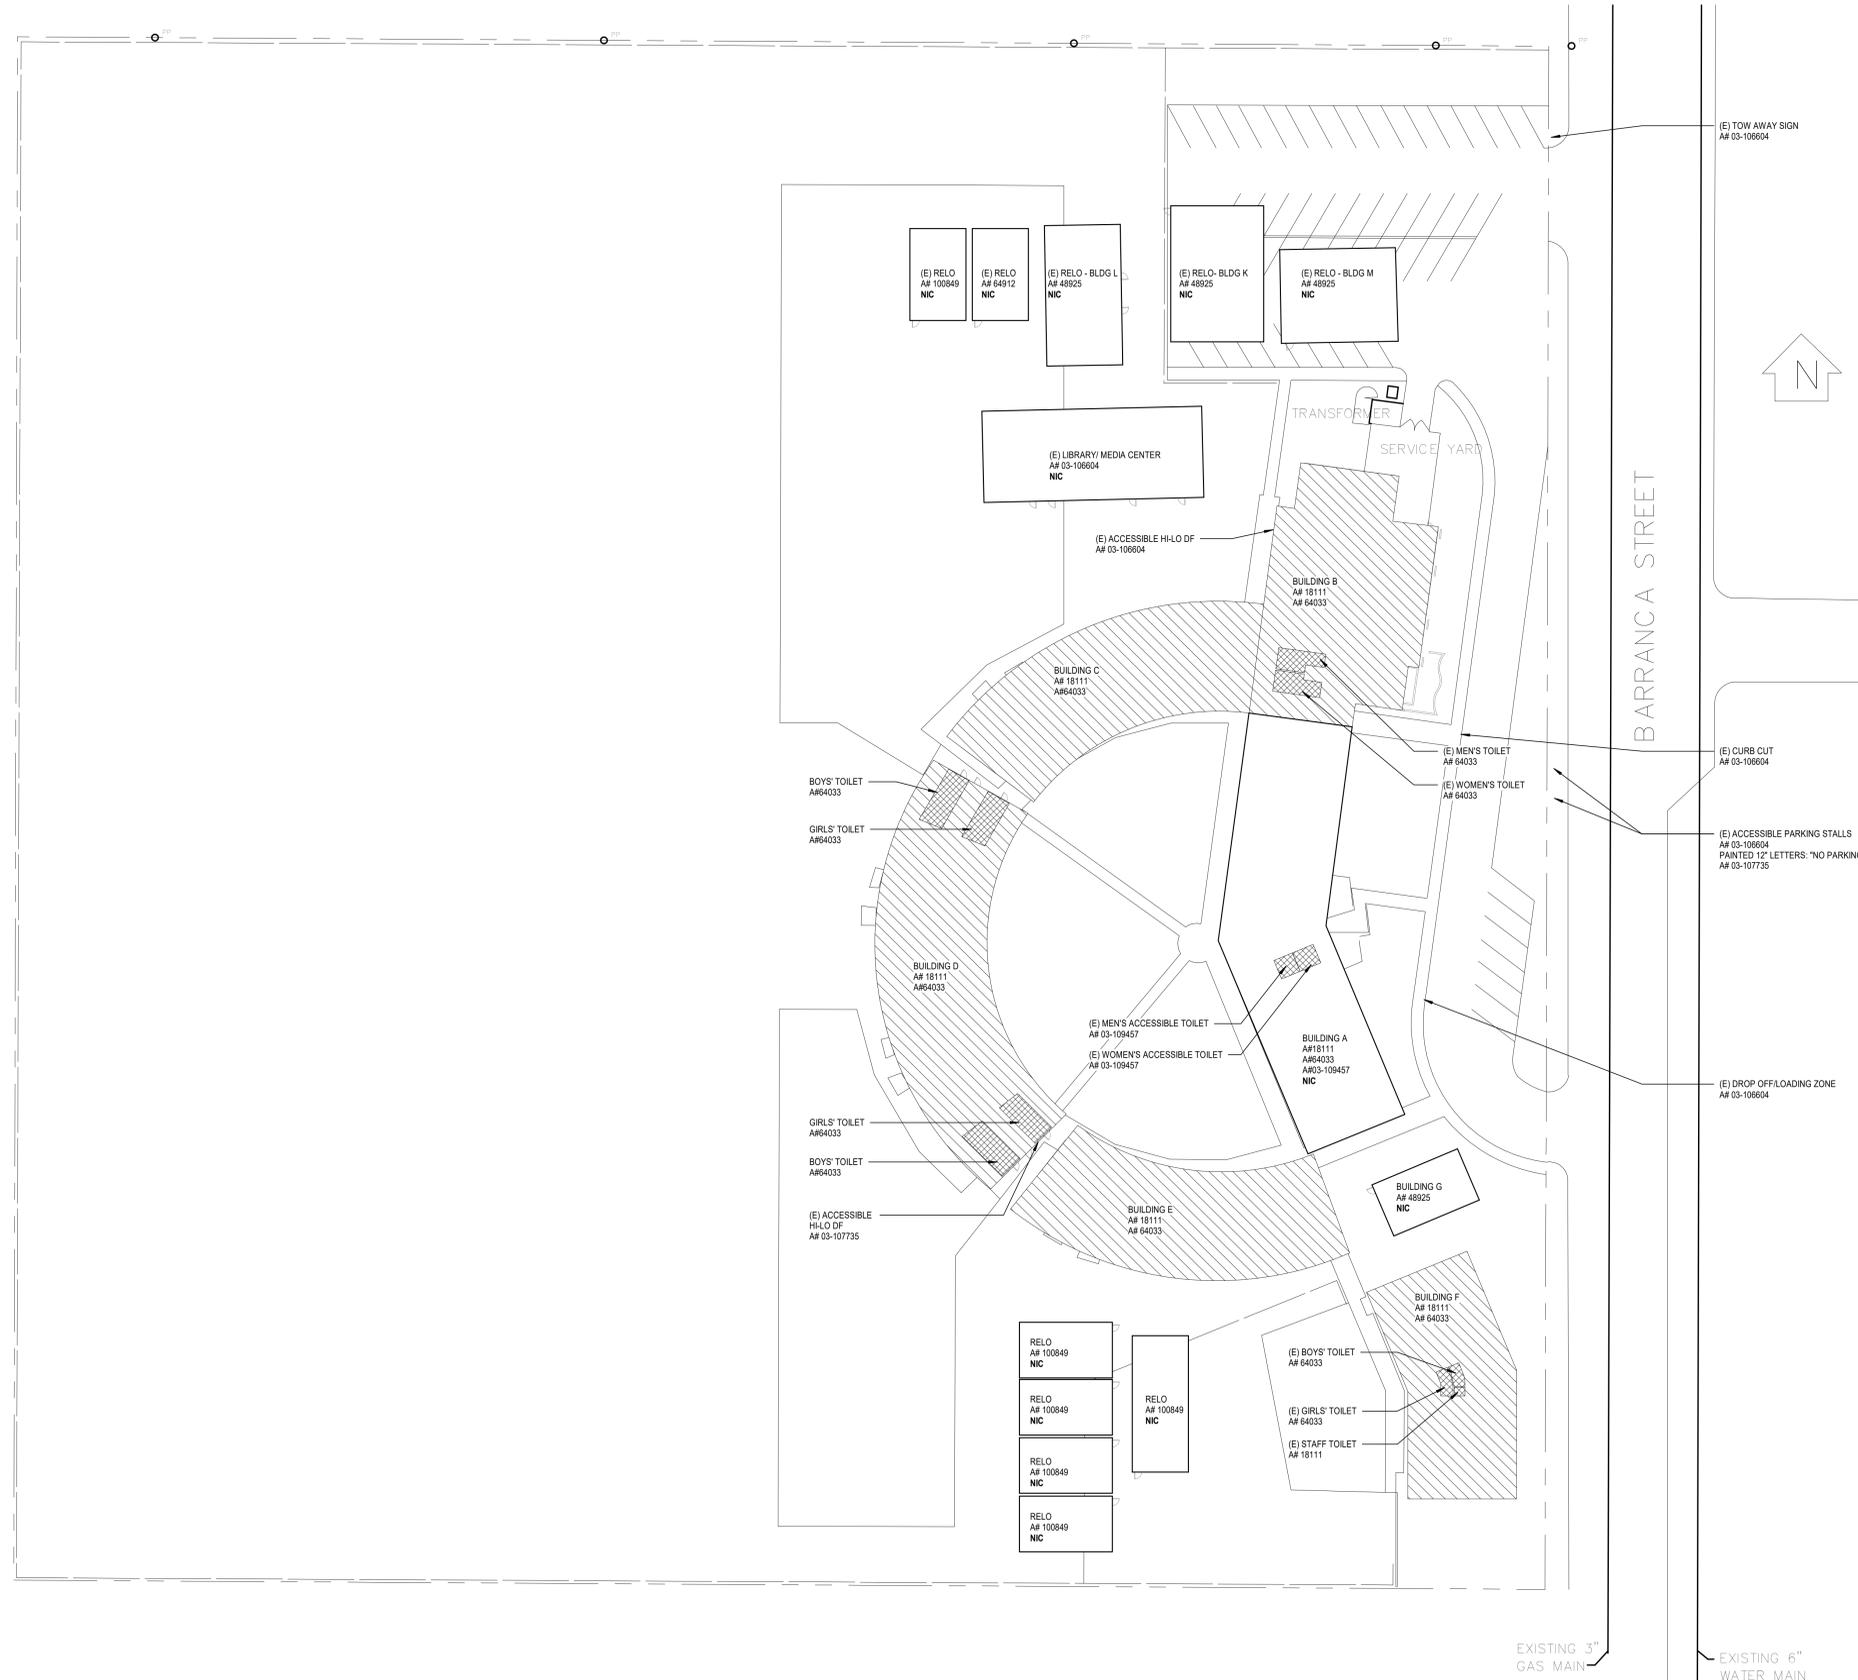 PP
PP
PP
PP
PP
(E) TOW AWAY SIGN
A# 03-106604
(E) RELO
A# 100849
NIC
(E) RELO
A# 64912
NIC
(E) RELO - BLDG L
A# 48925
NIC
(E) RELO- BLDG K
A# 48925
NIC
(E) RELO - BLDG M
A# 48925
NIC
N
TRANSFORMER
SERVICE YARD
(E) LIBRARY/ MEDIA CENTER
A# 03-106604
NIC
BARRANCA STREET
(E) ACCESSIBLE HI-LO DF
A# 03-106604
BUILDING B
A# 18111
A# 64033
BUILDING C
A# 18111
A#64033
(E) MEN'S TOILET
A# 64033
(E) WOMEN'S TOILET
A# 64033
(E) CURB CUT
A# 03-106604
BOYS' TOILET
A#64033
GIRLS' TOILET
A#64033
(E) ACCESSIBLE PARKING STALLS
A# 03-106604
PAINTED 12" LETTERS: "NO PARKING
A# 03-107735
BUILDING D
A# 18111
A#64033
(E) MEN'S ACCESSIBLE TOILET
A# 03-109457
(E) WOMEN'S ACCESSIBLE TOILET
A# 03-109457
BUILDING A
A#18111
A#64033
A#03-109457
NIC
(E) DROP OFF/LOADING ZONE
A# 03-106604
GIRLS' TOILET
A#64033
BOYS' TOILET
A#64033
(E) ACCESSIBLE
HI-LO DF
A# 03-107735
BUILDING E
A# 18111
A# 64033
BUILDING G
A# 48925
NIC
BUILDING F
A# 18111
A# 64033
RELO
A# 100849
NIC
RELO
A# 100849
NIC
RELO
A# 100849
NIC
RELO
A# 100849
NIC
RELO
A# 100849
NIC
(E) BOYS' TOILET
A# 64033
(E) GIRLS' TOILET
A# 64033
(E) STAFF TOILET
A# 18111
EXISTING 3"
GAS MAIN
EXISTING 6"
WATER MAIN